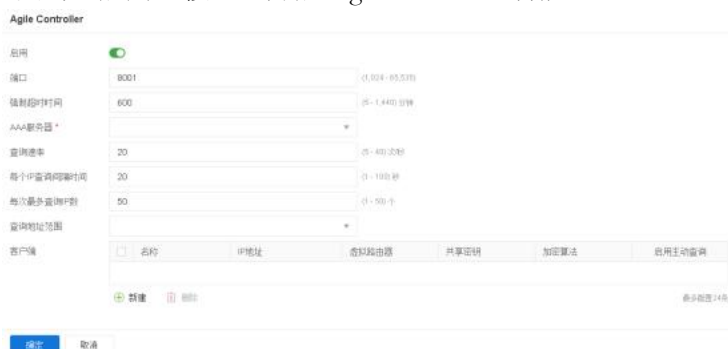 Agile Controller
启用
端口 8001 (1,024 - 65,535)
强制超时时间 600 (5 - 1,440) 分钟
AAA服务器 *
查询速率 20 (5 - 40) 次/秒
每个IP查询间隔时间 20 (1 - 100) 秒
每次最多查询IP数 50 (1 - 50) 个
查询地址范围
客户端 名称 IP地址 虚拟路由器 共享密钥 加密算法 启用主动查询
新建 删除
确定 取消